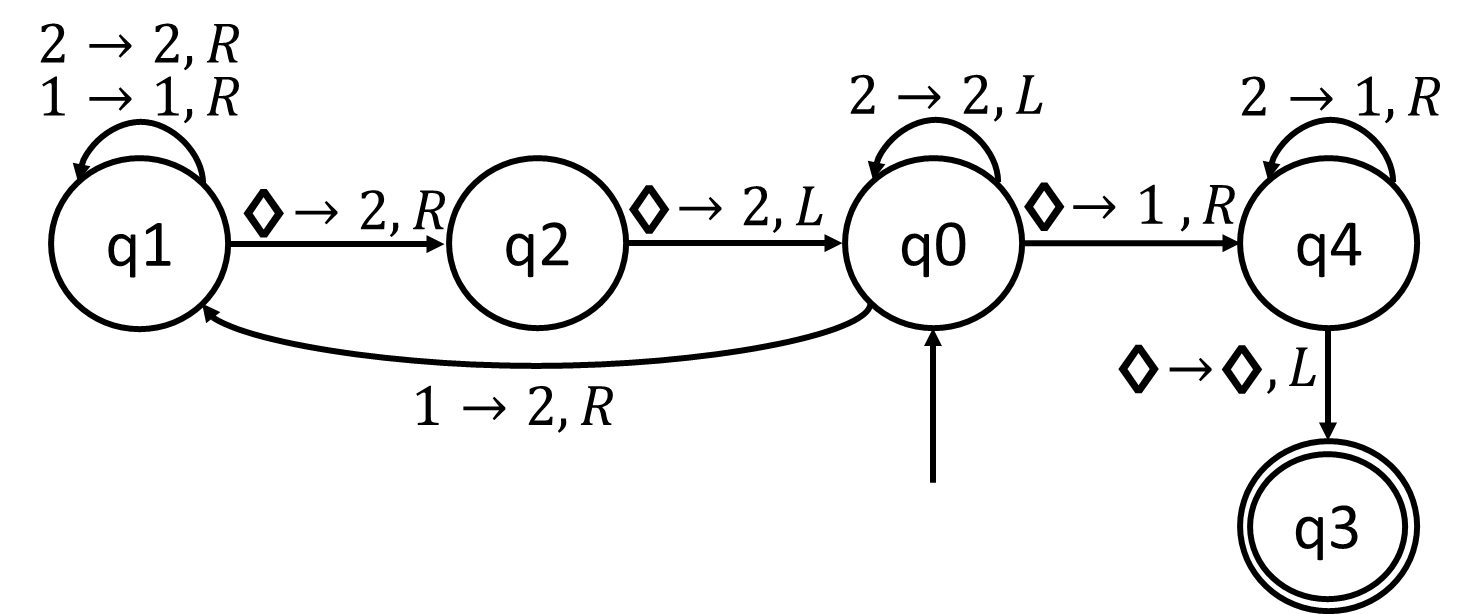 2 → 2, R
1 → 1, R
2 → 2, L
2 → 1, R
◊ → 2, R
◊ → 2, L
◊ → 1 , R
q1
q2
q0
q4
◊ → ◊, L
1 → 2, R
q3